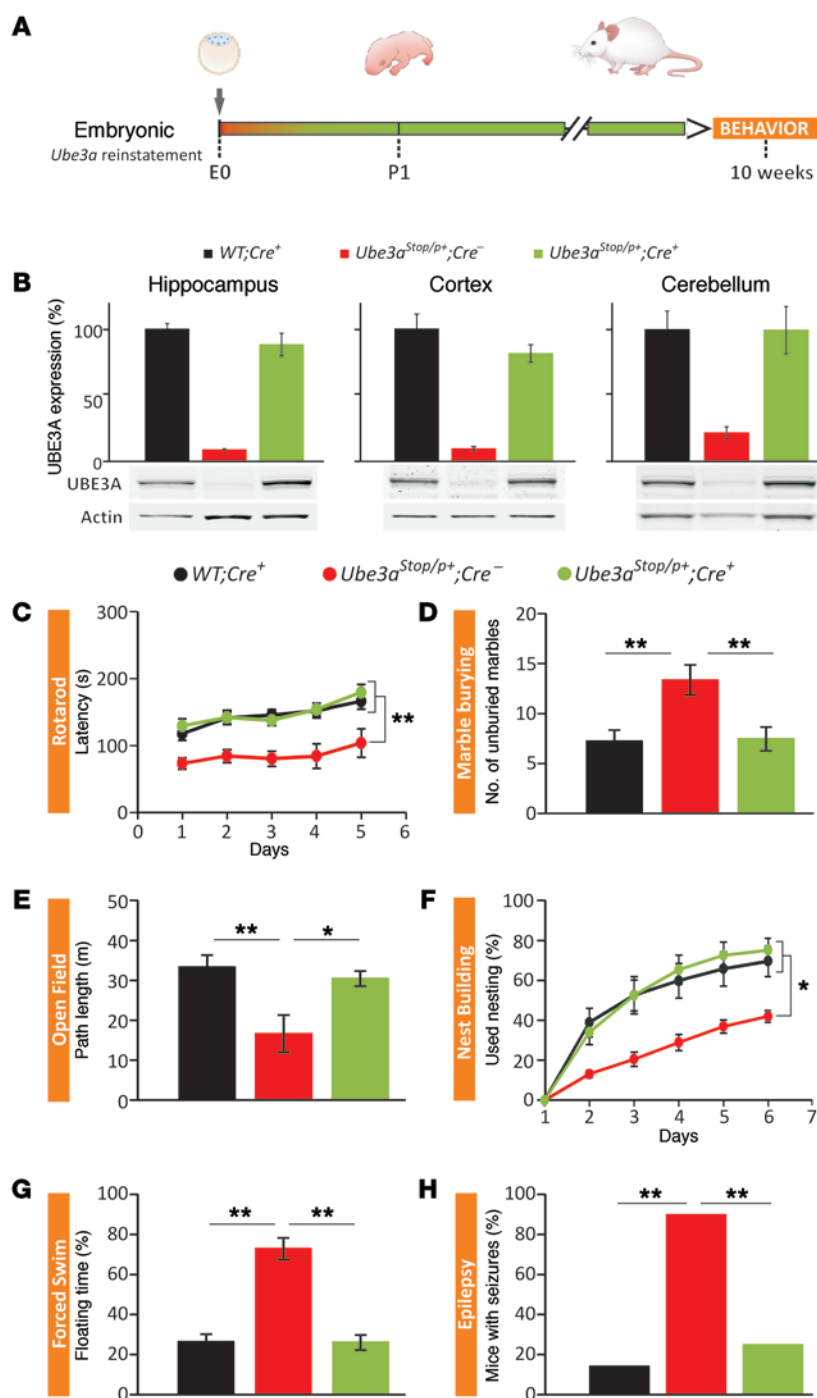 A
Embryonic
Ube3a reinstatement
E0
P1
BEHAVIOR
10 weeks
WT;Cre+
Ube3aStop/p+;Cre−
Ube3aStop/p+;Cre+
B
Hippocampus
Cortex
Cerebellum
UBE3A expression (%)
100
50
0
UBE3A
Actin
WT;Cre+
Ube3aStop/p+;Cre−
Ube3aStop/p+;Cre+
C
Rotarod
Latency (s)
300
200
100
0
0 1 2 3 4 5 6
Days
**
D
Marble burying
No. of unburied marbles
20
15
10
5
0
** **
E
Open Field
Path length (m)
50
40
30
20
10
0
** *
F
Nest Building
Used nesting (%)
100
80
60
40
20
0
1 2 3 4 5 6 7
Days
*
G
Forced Swim
Floating time (%)
100
80
60
40
20
0
** **
H
Epilepsy
Mice with seizures (%)
100
80
60
40
20
0
** **